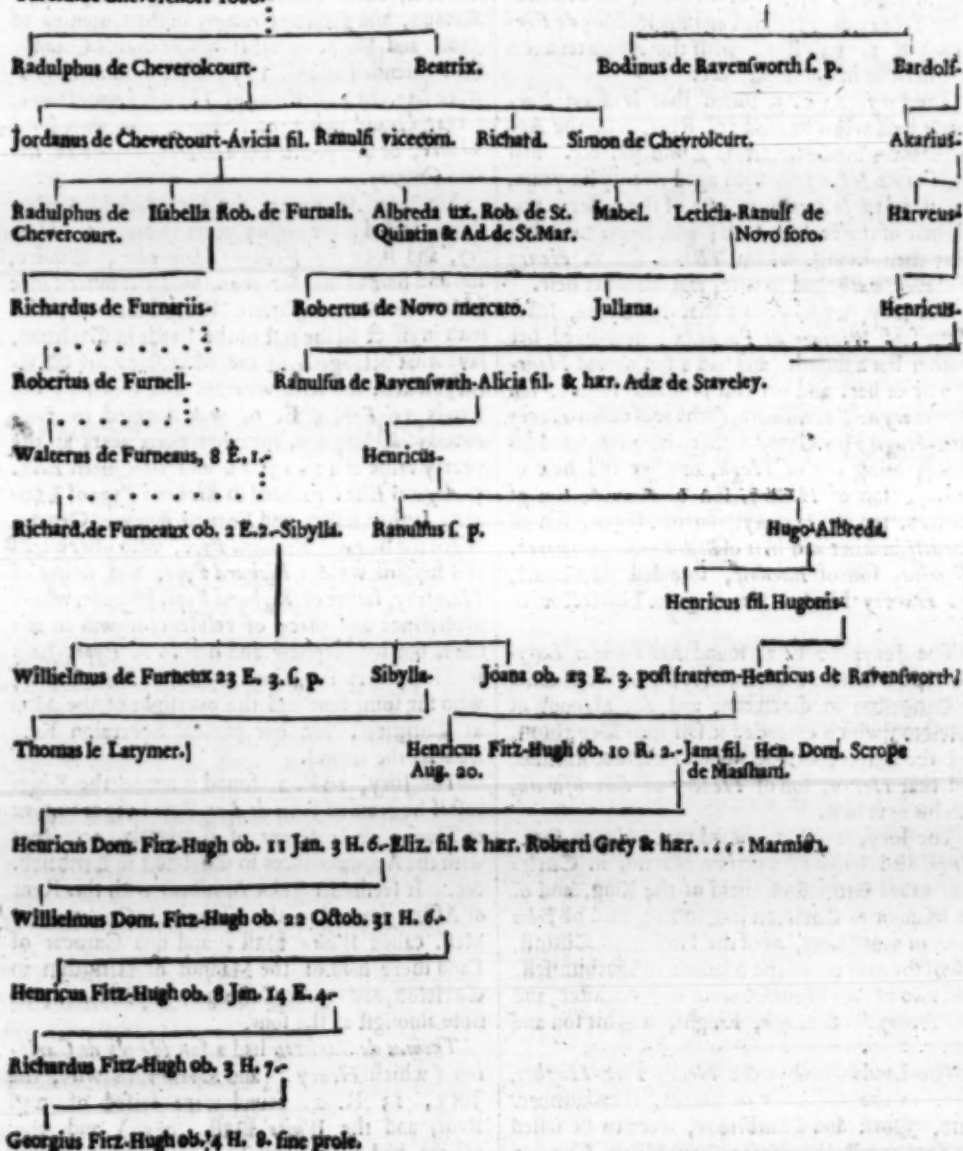 Radulphus de Cheverolcourt- Beatrix. Bodinus de Ravenſworth ſ. p. Bardolf-
Jordanus de Chevercourt-Avicia fil. Ranulfi vicecom. Richard. Simon de Chevrolcurt. Akarius-
Radulphus de Iſabella Rob. de Furnals. Albreda ux. Rob. de St. Mabel. Leticia-Ranulf de Harveus-
Chevercourt. Quintin & Ad. de St. Mar. Novo foro.
Richardus de Furnariis- Robertus de Novo mercato. Juliana. Henricus-
Robertus de Furnell- Ranulfus de Ravenſwath-Alicia fil. & hær. Adæ de Staveley.
Walterus de Furneaus, 8 E. 1.- Henricus-
Richard. de Furneaux ob. 2 E. 2.-Sibylla. Ranulfus ſ. p. Hugo-Albreda.
Henricus fil. Hugonis-
Willielmus de Furneux 23 E. 3. ſ. p. Sibylla- Joana ob. 23 E. 3. poſt fratrem-Henricus de Ravenſworth.
Thomas le Larymer. Henricus Fitz-Hugh ob. 10 R. 2.-Jana fil. Hen. Dom. Scrope
Aug. 20. de Maſham.
Henricus Dom. Fitz-Hugh ob. 11 Jan. 3 H. 6.-Eliz. fil. & hær. Roberti Grey & hær. .... Marmion.
Willielmus Dom. Fitz-Hugh ob. 22 Octob. 31 H. 6.-
Henricus Fitz-Hugh ob. 8 Jan. 14 E. 4.-
Richardus Fitz-Hugh ob. 3 H. 7.-
Georgius Fitz-Hugh ob. 4 H. 8. ſine prole.